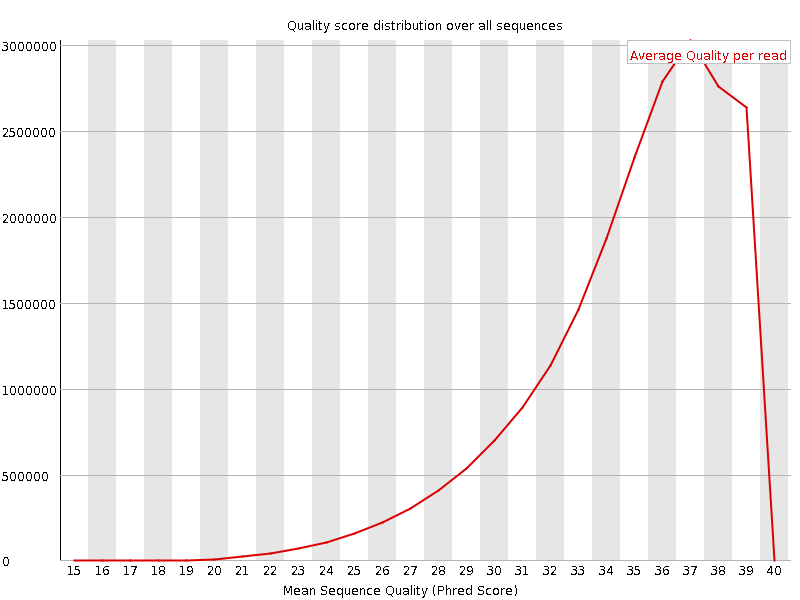 Quality score distribution over all sequences
3000000
Average Quality per read
2500000
2000000
1500000
1000000
500000
0
15 16 17 18 19 20 21 22 23 24 25 26 27 28 29 30 31 32 33 34 35 36 37 38 39 40
Mean Sequence Quality (Phred Score)